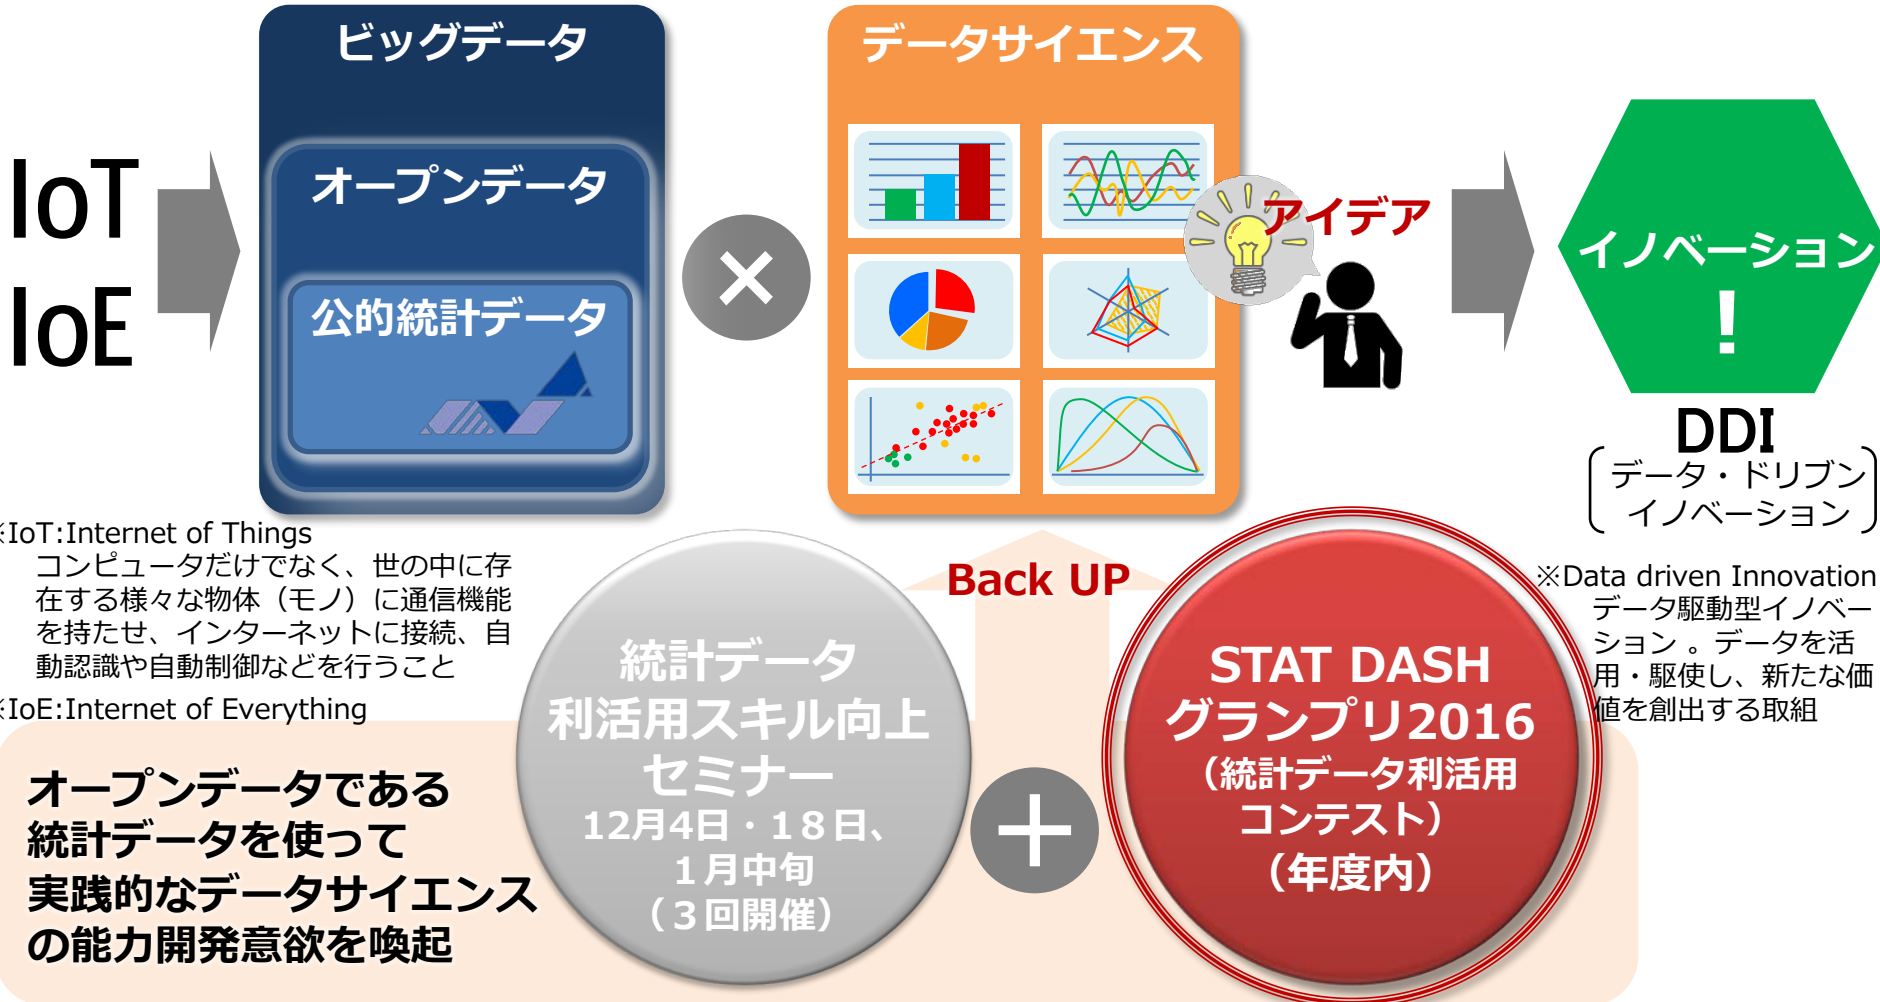 ビッグデータ
データサイエンス
IoT
IoE
オープンデータ
公的統計データ
×
アイデア
イノベーション
！
DDI
データ・ドリブン
イノベーション
※IoT:Internet of Things
コンピュータだけでなく、世の中に存
在する様々な物体（モノ）に通信機能
を持たせ、インターネットに接続、自
動認識や自動制御などを行うこと
※IoE:Internet of Everything
※Data driven Innovation
データ駆動型イノベー
ション 。データを活
用・駆使し、新たな価
値を創出する取組
Back UP
オープンデータである
統計データを使って
実践的なデータサイエンス
の能力開発意欲を喚起
統計データ
利活用スキル向上
セミナー
12月4日・１８日、
１月中旬
（３回開催）
＋
STAT DASH
グランプリ2016
（統計データ利活用
コンテスト）
（年度内）